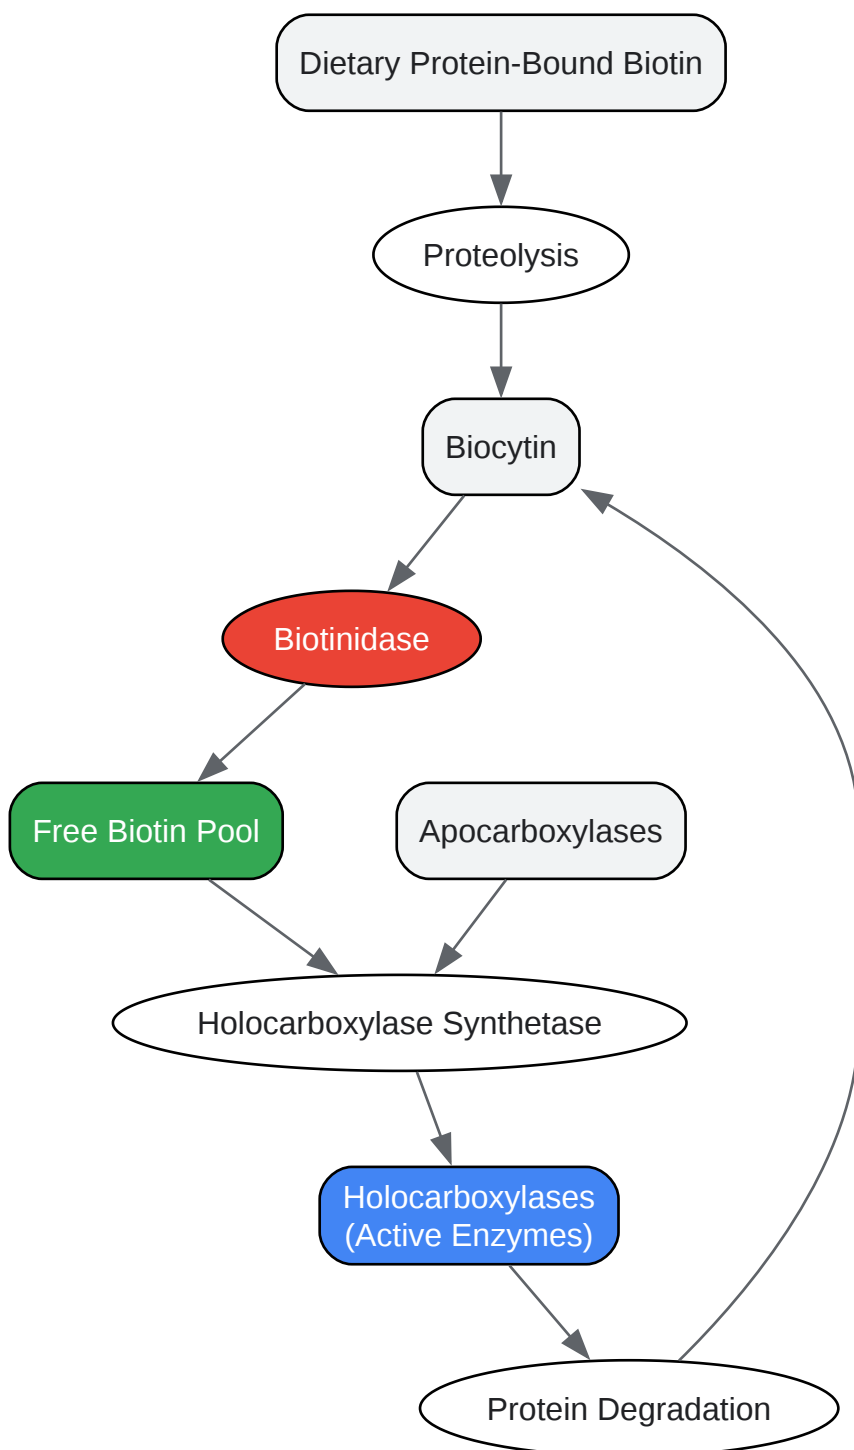 Dietary Protein-Bound Biotin
Proteolysis
Biocytin
Biotinidase
Free Biotin Pool
Apocarboxylases
Holocarboxylase Synthetase
Holocarboxylases
(Active Enzymes)
Protein Degradation